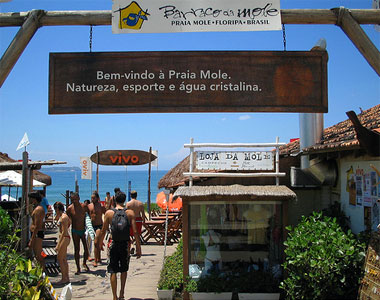 Barraco da mole
PRAIA MOLE • FLORIPA • BRASIL
Bem-vindo à Praia Mole.
Natureza, esporte e água cristalina.
vivo
LOJA DA MOLE